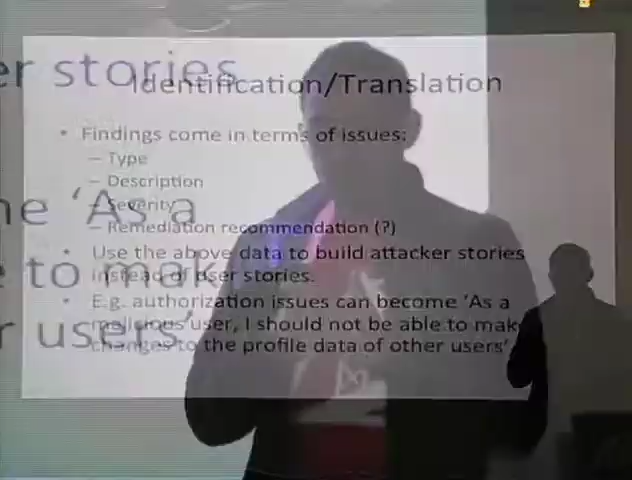 er stories
Identification/Translation
• Findings come in terms of issues:
– Type
– Description
– Severity
– Remediation recommendation (?)
• Use the above data to build attacker stories
instead of user stories.
• E.g. authorization issues can become 'As a
malicious user, I should not be able to mak
changes to the profile data of other users'
ne 'As a
e to mak
r users'